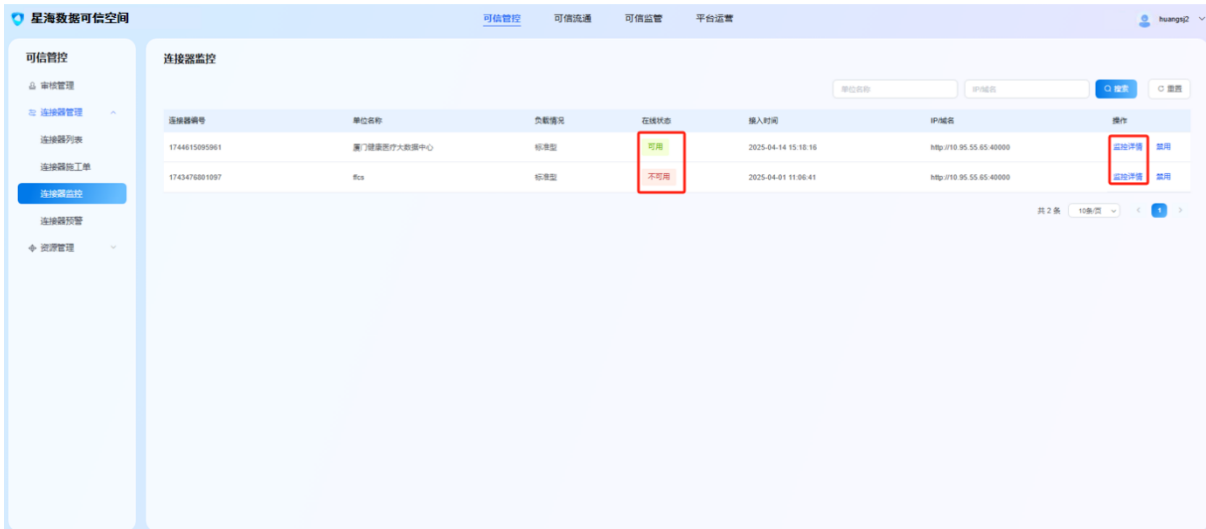 星海数据可信空间 可信管控 可信流通 可信监管 平台运营 huangsj2
可信管控
审核管理
连接器管理
连接器列表
连接器施工单
连接器监控
连接器预警
资源管理
连接器监控
单位名称 IP/域名 搜索 重置
连接器编号 单位名称 负载情况 在线状态 接入时间 IP/域名 操作
1744615095961 厦门健康医疗大数据中心 标准型 可用 2025-04-14 15:18:16 http://10.95.55.65:40000 监控详情 禁用
1743476801097 ffcs 标准型 不可用 2025-04-01 11:06:41 http://10.95.55.65:40000 监控详情 禁用
共 2 条 10条/页 1